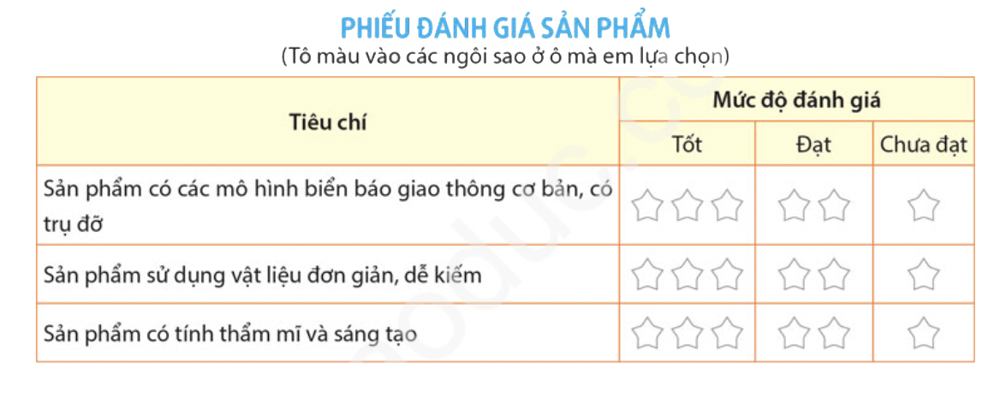 PHIẾU ĐÁNH GIÁ SẢN PHẨM
(Tô màu vào các ngôi sao ở ô mà em lựa chọn)
Tiêu chí
Mức độ đánh giá
Tốt
Đạt
Chưa đạt
Sản phẩm có các mô hình biển báo giao thông cơ bản, có
trụ đỡ
Sản phẩm sử dụng vật liệu đơn giản, dễ kiếm
Sản phẩm có tính thẩm mĩ và sáng tạo